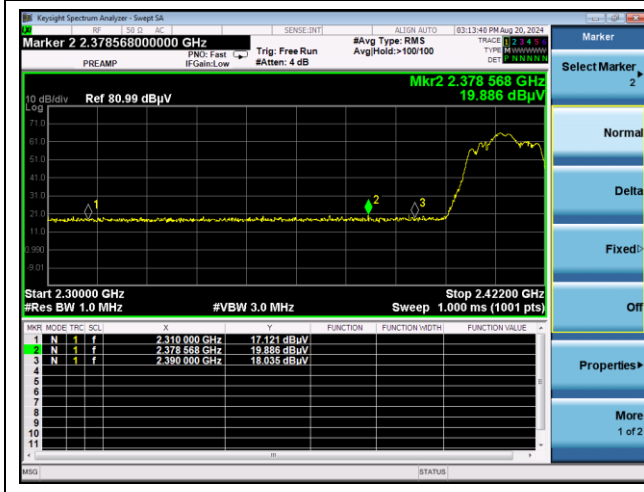 Keysight Spectrum Analyzer - Swept SA
RF 50 Ω AC SENSE:INT ALIGN AUTO 03:13:48 PM Aug 20, 2024
Marker 2 2.378568000000 GHz
PREAMP
PNO: Fast
IFGain:Low
Trig: Free Run
#Atten: 4 dB
#Avg Type: RMS
Avg|Hold:>100/100
TRACE 1 2 3 4 5 6
TYPE M WWWWW
DET P N N N N N
Mkr2 2.378 568 GHz
19.886 dBµV
10 dB/div Ref 80.99 dBµV
Log
71.0
61.0
51.0
41.0
31.0
21.0
11.0
0.990
-9.01
1
2
3
Start 2.30000 GHz Stop 2.42200 GHz
#Res BW 1.0 MHz #VBW 3.0 MHz Sweep 1.000 ms (1001 pts)
MKR MODE TRC SCL X Y FUNCTION FUNCTION WIDTH FUNCTION VALUE
1 N 1 f 2.310 000 GHz 17.121 dBµV
2 N 1 f 2.378 568 GHz 19.886 dBµV
3 N 1 f 2.390 000 GHz 18.035 dBµV
4
5
6
7
8
9
10
11
MSG STATUS
Marker
Select Marker
2
Normal
Delta
Fixed
Off
Properties
More
1 of 2